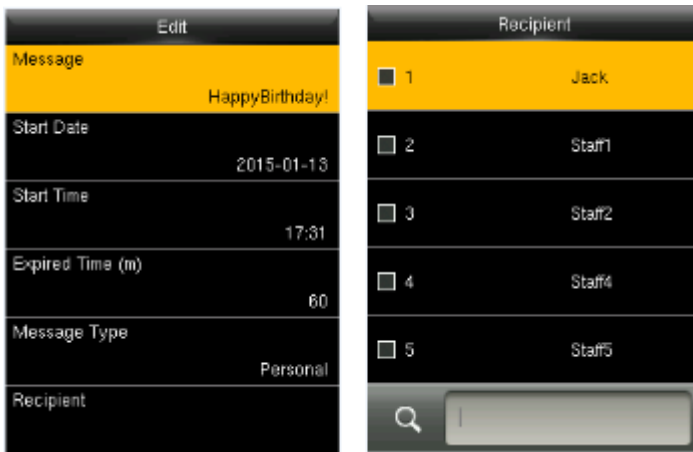 Edit
Message
HappyBirthday!
Start Date
2015-01-13
Start Time
17:31
Expired Time (m)
60
Message Type
Personal
Recipient
Recipient
1 Jack
2 Staff1
3 Staff2
4 Staff4
5 Staff5